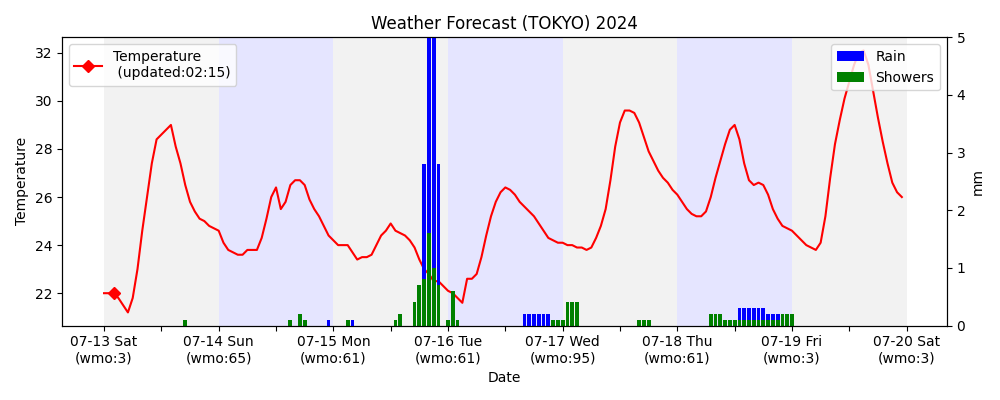 Weather Forecast (TOKYO) 2024
Temperature
(updated:02:15)
Rain
Showers
32
30
28
26
24
22
Temperature
5
4
3
2
1
0
mm
07-13 Sat
(wmo:3)
07-14 Sun
(wmo:65)
07-15 Mon
(wmo:61)
07-16 Tue
(wmo:61)
07-17 Wed
(wmo:95)
07-18 Thu
(wmo:61)
07-19 Fri
(wmo:3)
07-20 Sat
(wmo:3)
Date